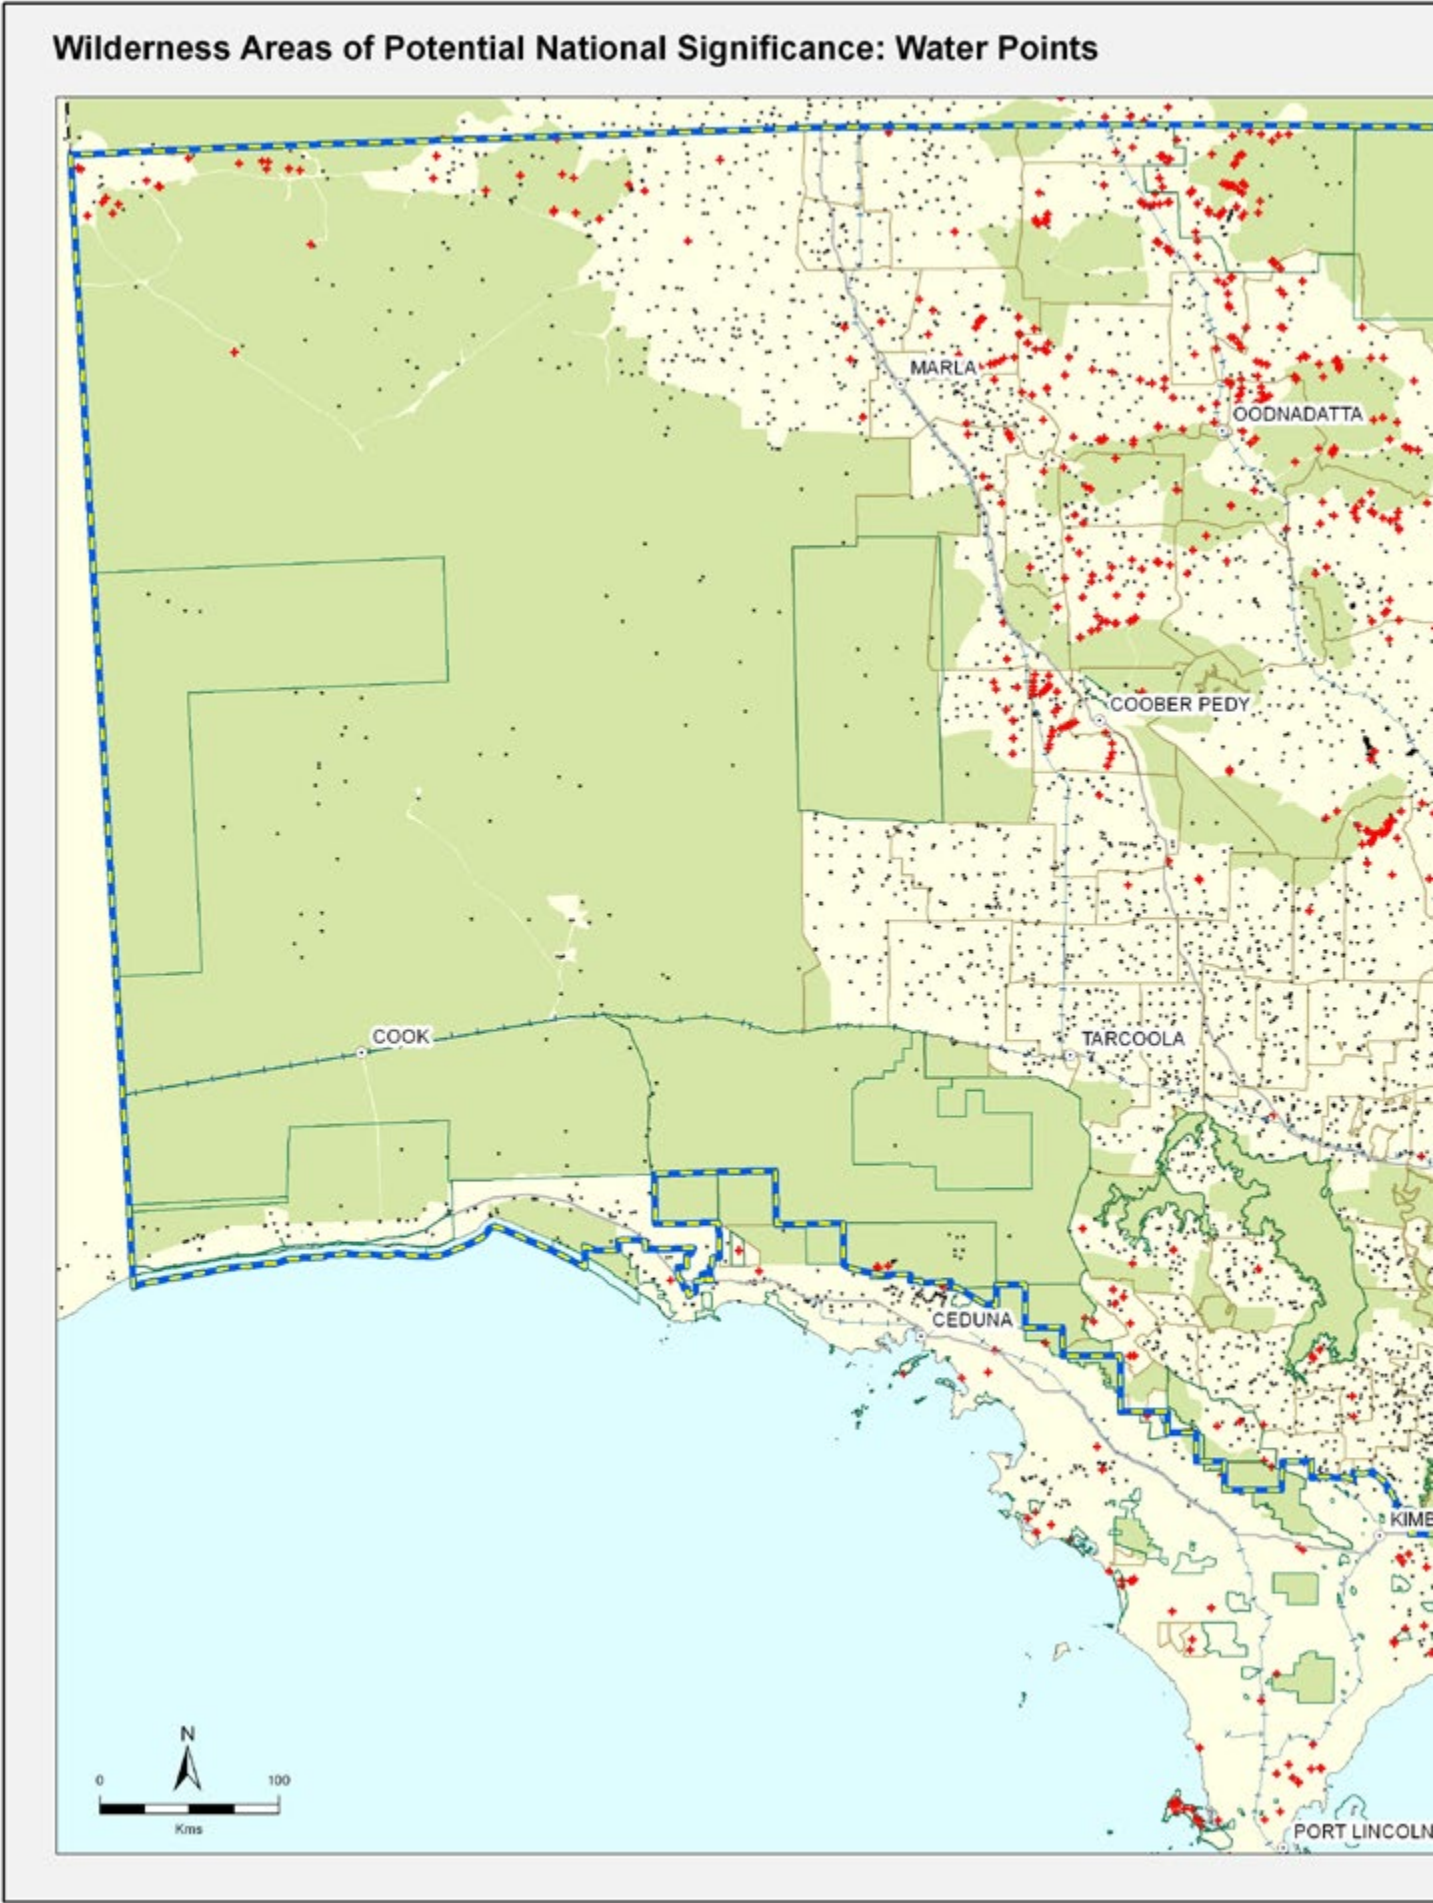 Wilderness Areas of Potential National Significance: Water Points
MARLA
OODNADATTA
COOBER PEDY
COOK
TARCOOLA
CEDUNA
KIMB
N
0 100
Kms
PORT LINCOLN